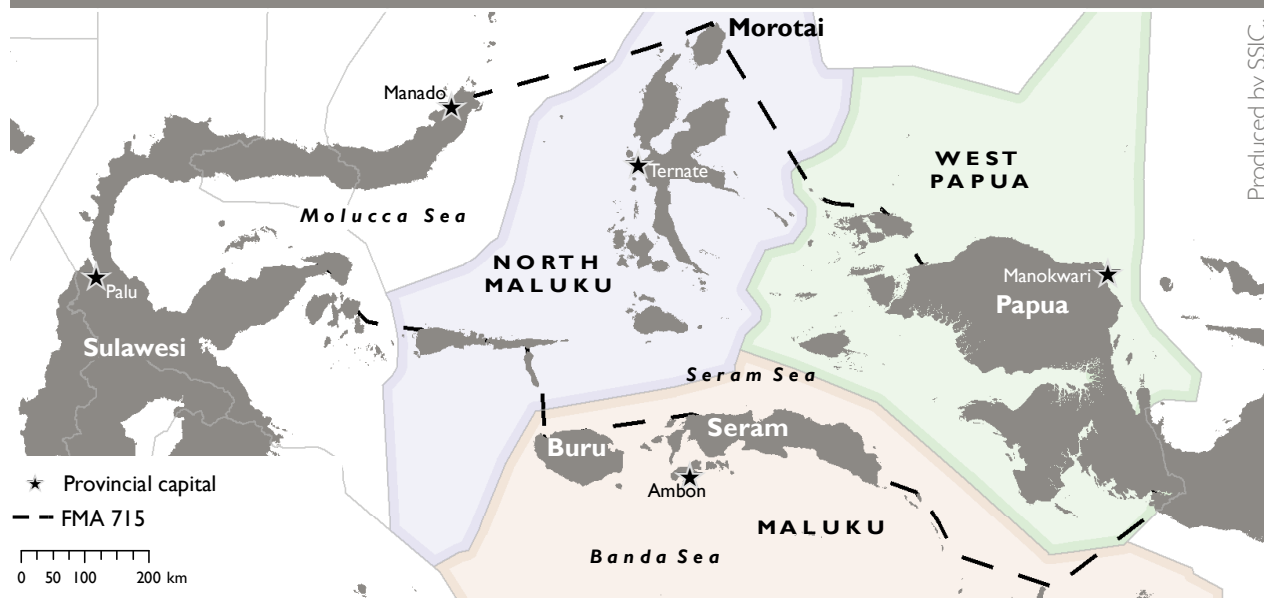 Morotai
Manado
Produced by SSIC.
WEST
PAPUA
Ternate
Molucca Sea
NORTH
MALUKU
Manokwari
Palu
Papua
Sulawesi
Seram Sea
Seram
Buru
Provincial capital
Ambon
FMA 715
MALUKU
Banda Sea
0 50 100 200 km